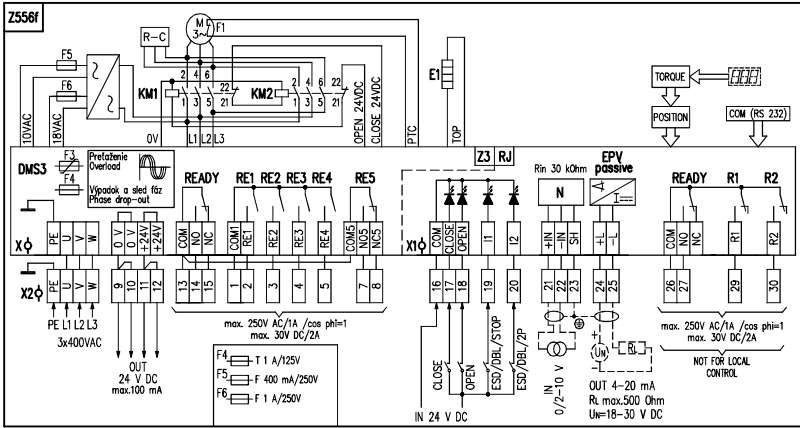 Z556f
F5
F6
R-C
M
3~
F1
2 4 6
22
2 4 6
22
KM1
KM2
1 3 5
21
1 3 5
21
E1
10VAC
18VAC
0V
L1 L2 L3
OPEN 24VDC
CLOSE 24VDC
PTC
TOP
TORQUE
POSITION
COM (RS 232)
DMS3
F3
F4
Preťaženie
Overload
Výpadok a sled fáz
Phase drop-out
READY
RE1 RE2 RE3 RE4
RE5
Z3 RJ
Rin 30 kOhm
N
EPV
passive
READY
R1
R2
X
PE
U
V
W
0 V
0 V
+24V
+24V
COM
NO
NC
COM1
RE1
RE2
RE3
RE4
COM5
NO5
NC5
X1
COM
CLOSE
OPEN
I1
I2
+IN
-IN
SH
+L
-L
COM
NO
NC
R1
R2
X2
PE
U
V
W
9
10
11
12
13
14
15
1
2
3
4
5
7
8
16
17
18
19
20
21
22
23
24
25
26
27
29
30
PE L1 L2 L3
3x400VAC
OUT
24 V DC
max.100 mA
max. 250V AC/1A /cos phi=1
max. 30V DC/2A
F4 T 1 A/125V
F5 F 400 mA/250V
F6 F 1 A/250V
IN 24 V DC
CLOSE
OPEN
ESD/DBL/STOP
ESD/DBL/2P
IN
0/2-10 V
+
UN
-
RL
OUT 4-20 mA
RL max.500 Ohm
UN=18-30 V DC
max. 250V AC/1A /cos phi=1
max. 30V DC/2A
NOT FOR LOCAL
CONTROL